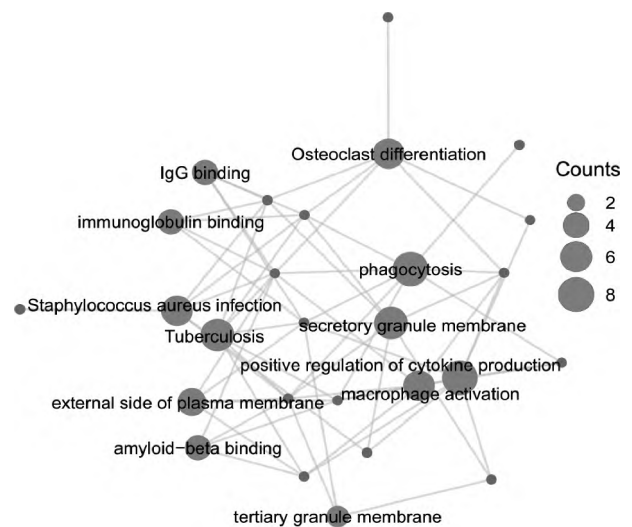 Osteoclast differentiation
IgG binding
Counts
2
immunoglobulin binding
4
phagocytosis
6
8
Staphylococcus aureus infection
secretory granule membrane
Tuberculosis
positive regulation of cytokine production
macrophage activation
external side of plasma membrane
amyloid−beta binding
tertiary granule membrane